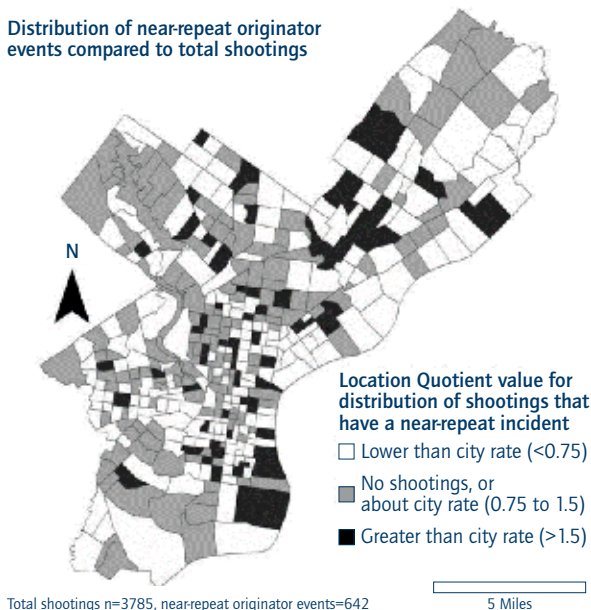 Distribution of near-repeat originator
events compared to total shootings
N
Location Quotient value for
distribution of shootings that
have a near-repeat incident
Lower than city rate (<0.75)
No shootings, or
about city rate (0.75 to 1.5)
Greater than city rate (>1.5)
Total shootings n=3785, near-repeat originator events=642
5 Miles